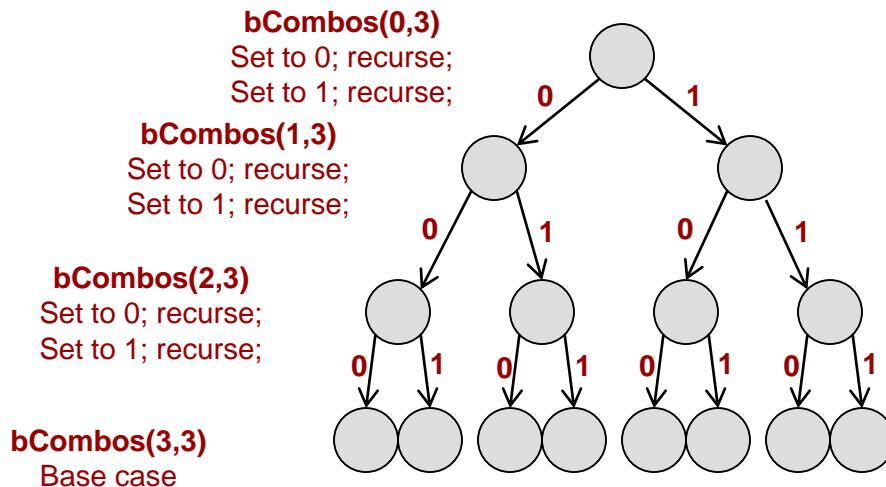 bCombos(0,3)
Set to 0; recurse;
Set to 1; recurse;
0 1
bCombos(1,3)
Set to 0; recurse;
Set to 1; recurse;
0 1 0 1
bCombos(2,3)
Set to 0; recurse;
Set to 1; recurse;
0 1 0 1 0 1 0 1
bCombos(3,3)
Base case